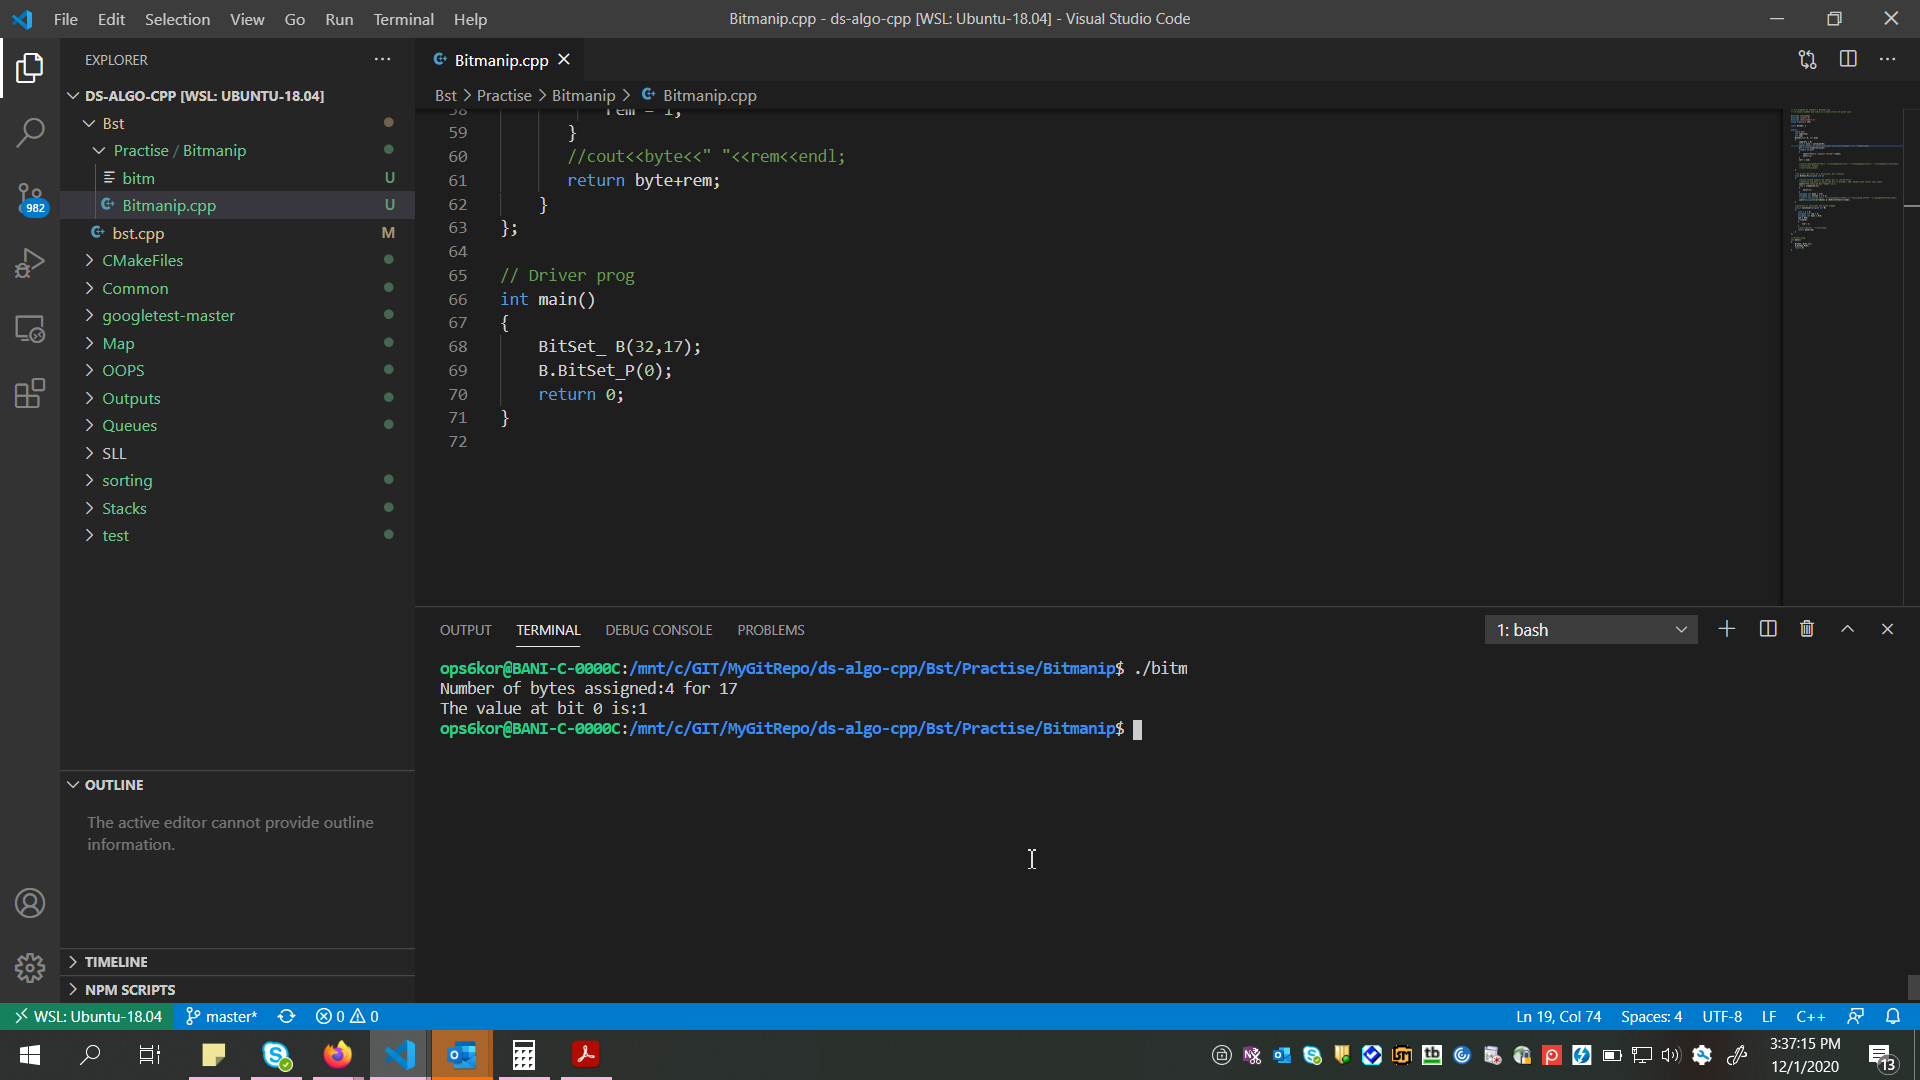 File Edit Selection View Go Run Terminal Help
Bitmanip.cpp - ds-algo-cpp [WSL: Ubuntu-18.04] - Visual Studio Code
EXPLORER
DS-ALGO-CPP [WSL: UBUNTU-18.04]
Bst
Practise / Bitmanip
bitm U
Bitmanip.cpp U
bst.cpp M
CMakeFiles
Common
googletest-master
Map
OOPS
Outputs
Queues
SLL
sorting
Stacks
test
982
OUTLINE
The active editor cannot provide outline
information.
TIMELINE
NPM SCRIPTS
Bitmanip.cpp
Bst > Practise > Bitmanip > Bitmanip.cpp
58 rem = 1;
59 }
60 //cout<<byte<<" "<<rem<<endl;
61 return byte+rem;
62 }
63 };
64
65 // Driver prog
66 int main()
67 {
68 BitSet_ B(32,17);
69 B.BitSet_P(0);
70 return 0;
71 }
72
OUTPUT TERMINAL DEBUG CONSOLE PROBLEMS
1: bash
ops6kor@BANI-C-0000C:/mnt/c/GIT/MyGitRepo/ds-algo-cpp/Bst/Practise/Bitmanip$ ./bitm
Number of bytes assigned:4 for 17
The value at bit 0 is:1
ops6kor@BANI-C-0000C:/mnt/c/GIT/MyGitRepo/ds-algo-cpp/Bst/Practise/Bitmanip$
WSL: Ubuntu-18.04 master* 0 0
Ln 19, Col 74 Spaces: 4 UTF-8 LF C++
3:37:15 PM
12/1/2020
13